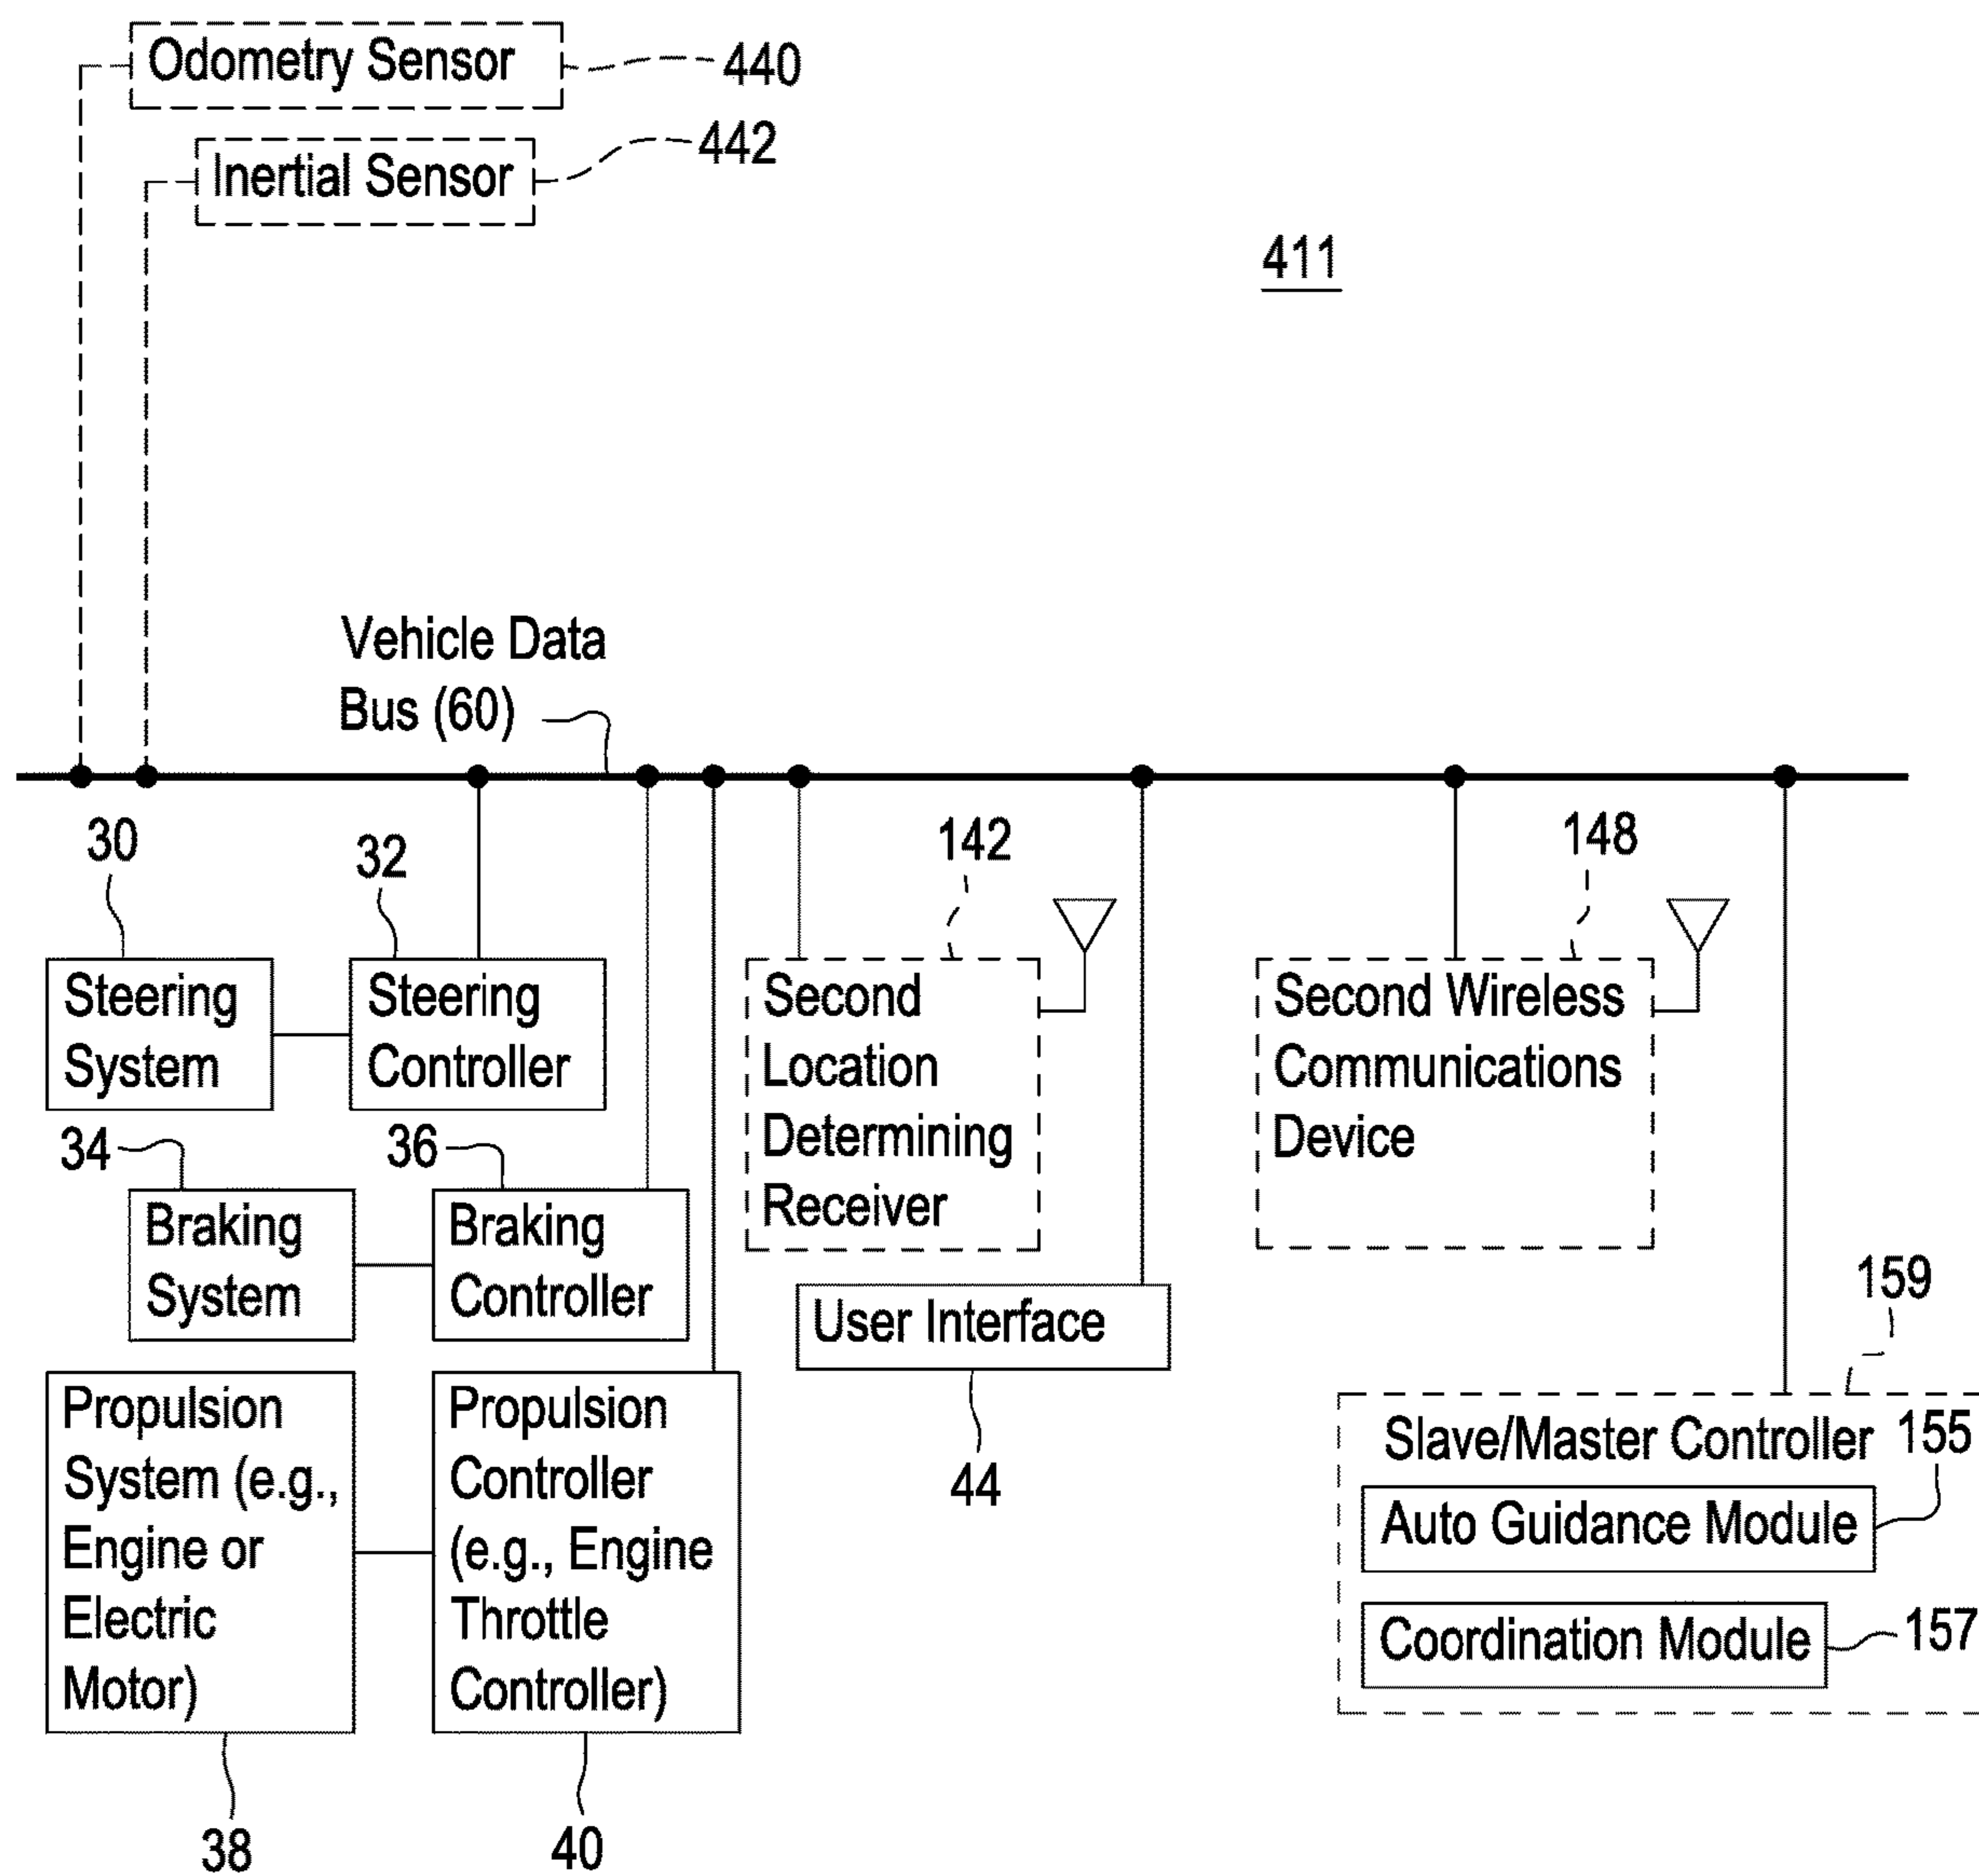 Odometry Sensor
440
Inertial Sensor
442
411
Vehicle Data
Bus (60)
30
32
142
148
Steering
System
Steering
Controller
Second
Location
Determining
Receiver
Second Wireless
Communications
Device
34
36
Braking
System
Braking
Controller
User Interface
44
159
Propulsion
System (e.g.,
Engine or
Electric
Motor)
Propulsion
Controller
(e.g., Engine
Throttle
Controller)
Slave/Master Controller
155
Auto Guidance Module
Coordination Module
157
38
40